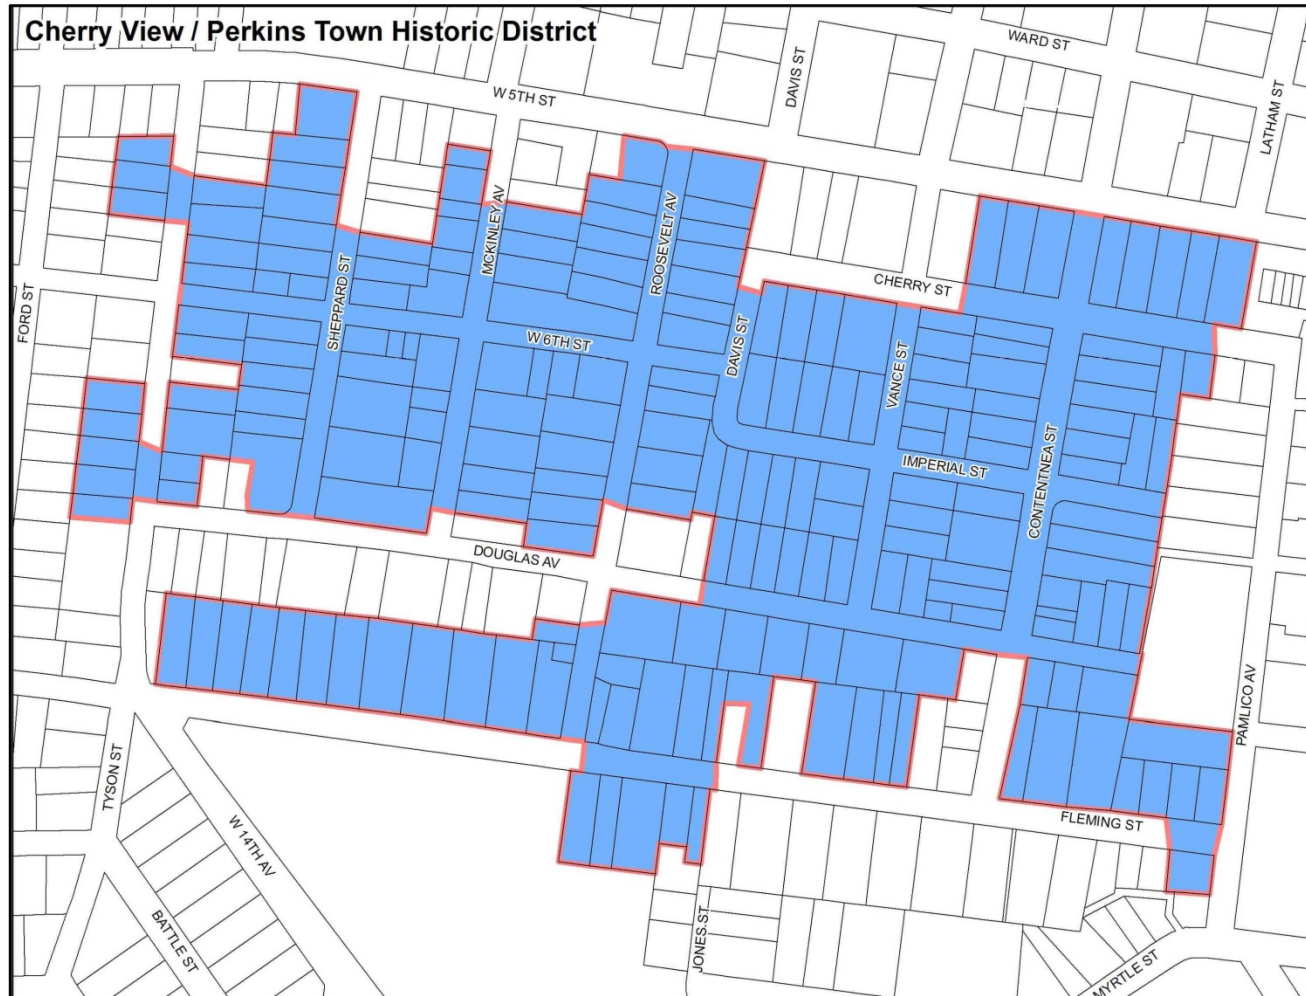 Cherry View / Perkins Town Historic District
WARD ST
DAVIS ST
W 5TH ST
LATHAM ST
MCKINLEY AV
ROOSEVELT AV
CHERRY ST
FORD ST
SHEPPARD ST
W 6TH ST
DAVIS ST
VANCE ST
IMPERIAL ST
CONTENTNEA ST
DOUGLAS AV
PAMLICO AV
TYSON ST
FLEMING ST
W 14TH AV
BATTLE ST
JONES ST
MYRTLE ST